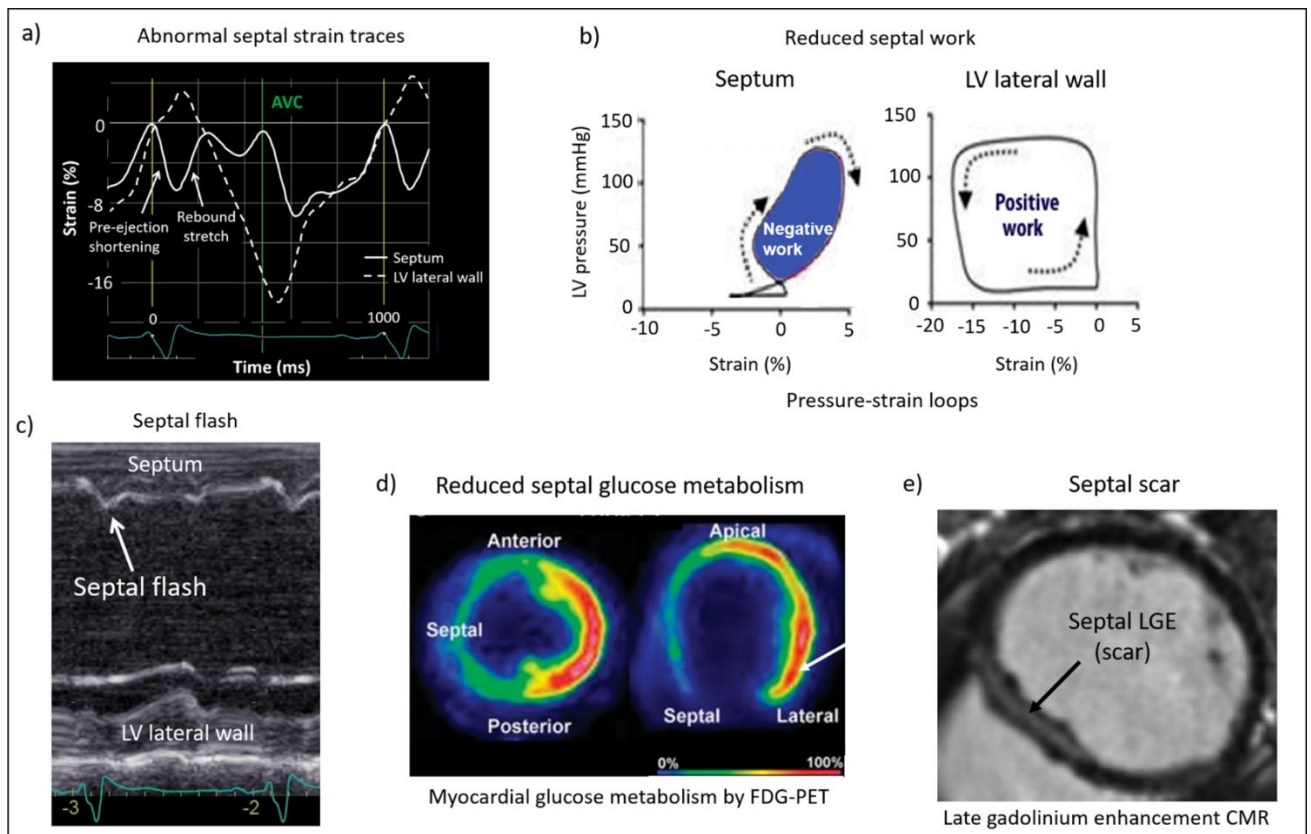 a)
Abnormal septal strain traces
AVC
0
-8
-16
Strain (%)
Pre-ejection
shortening
Rebound
stretch
Septum
LV lateral wall
0
1000
Time (ms)
b)
Reduced septal work
Septum
LV lateral wall
LV pressure (mmHg)
150
100
50
0
Negative
work
-10
-5
0
5
Strain (%)
150
100
50
0
Positive
work
-20
-15
-10
-5
0
Strain (%)
Pressure-strain loops
c)
Septal flash
Septum
Septal flash
LV lateral wall
-3
-2
d)
Reduced septal glucose metabolism
Anterior
Septal
Posterior
Apical
Septal
Lateral
0%
100%
Myocardial glucose metabolism by FDG-PET
e)
Septal scar
Septal LGE
(scar)
Late gadolinium enhancement CMR